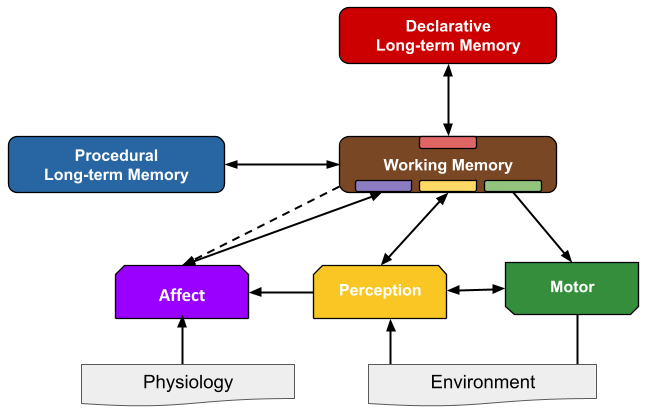 Declarative
Long-term Memory
Procedural
Long-term Memory
Working Memory
Affect
Perception
Motor
Physiology
Environment